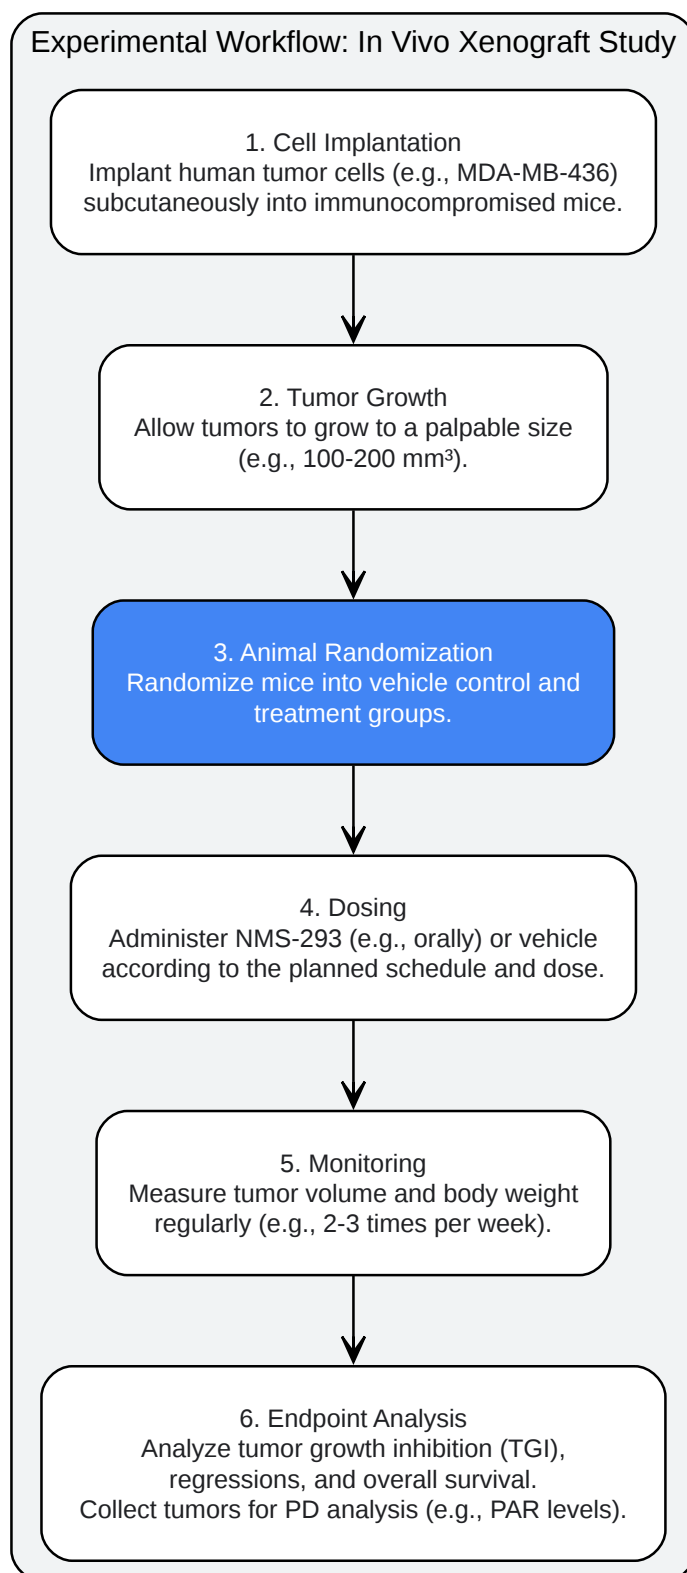 Experimental Workflow: In Vivo Xenograft Study
1. Cell Implantation
Implant human tumor cells (e.g., MDA-MB-436)
subcutaneously into immunocompromised mice.
2. Tumor Growth
Allow tumors to grow to a palpable size
(e.g., 100-200 mm³).
3. Animal Randomization
Randomize mice into vehicle control and
treatment groups.
4. Dosing
Administer NMS-293 (e.g., orally) or vehicle
according to the planned schedule and dose.
5. Monitoring
Measure tumor volume and body weight
regularly (e.g., 2-3 times per week).
6. Endpoint Analysis
Analyze tumor growth inhibition (TGI),
regressions, and overall survival.
Collect tumors for PD analysis (e.g., PAR levels).